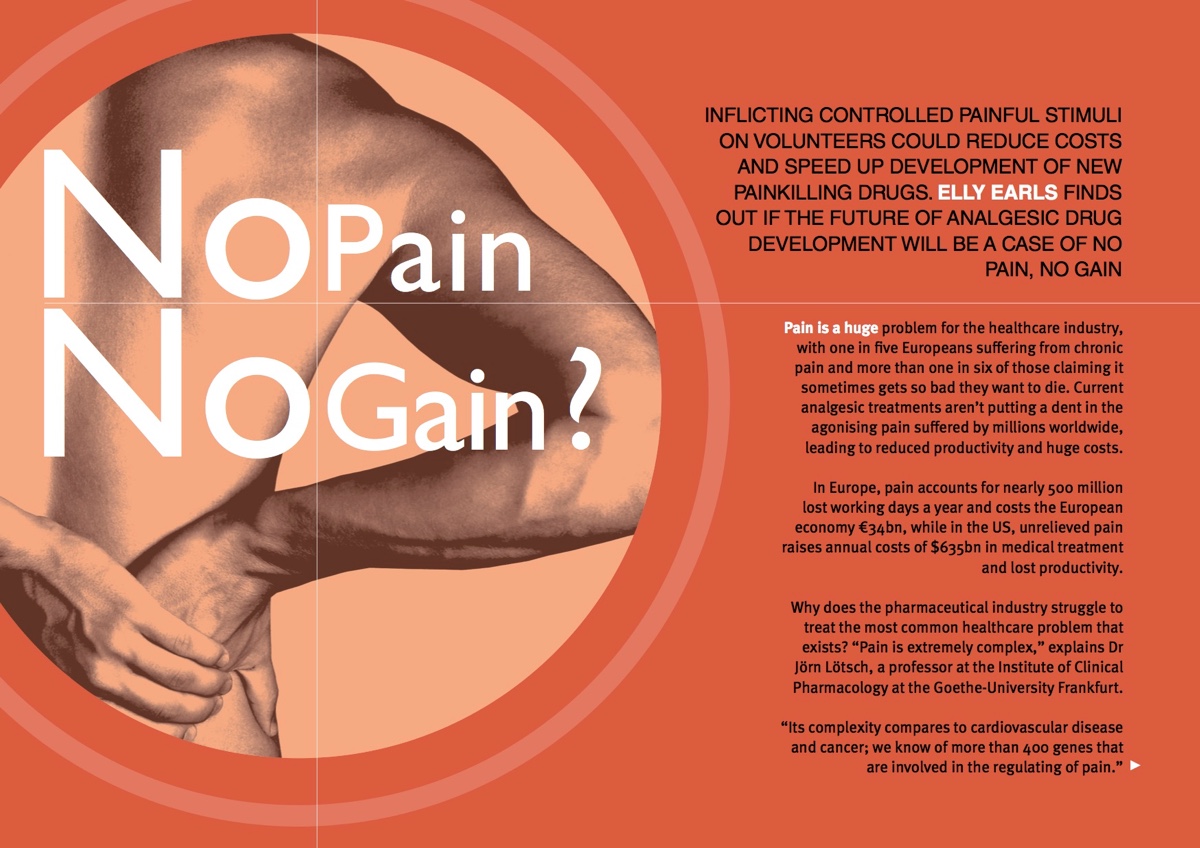 No Pain
No Gain?
INFLICTING CONTROLLED PAINFUL STIMULI
ON VOLUNTEERS COULD REDUCE COSTS
AND SPEED UP DEVELOPMENT OF NEW
PAINKILLING DRUGS. ELLY EARLS FINDS
OUT IF THE FUTURE OF ANALGESIC DRUG
DEVELOPMENT WILL BE A CASE OF NO
PAIN, NO GAIN
Pain is a huge problem for the healthcare industry,
with one in five Europeans suffering from chronic
pain and more than one in six of those claiming it
sometimes gets so bad they want to die. Current
analgesic treatments aren’t putting a dent in the
agonising pain suffered by millions worldwide,
leading to reduced productivity and huge costs.
In Europe, pain accounts for nearly 500 million
lost working days a year and costs the European
economy €34bn, while in the US, unrelieved pain
raises annual costs of $635bn in medical treatment
and lost productivity.
Why does the pharmaceutical industry struggle to
treat the most common healthcare problem that
exists? “Pain is extremely complex,” explains Dr
Jörn Lötsch, a professor at the Institute of Clinical
Pharmacology at the Goethe-University Frankfurt.
“Its complexity compares to cardiovascular disease
and cancer; we know of more than 400 genes that
are involved in the regulating of pain.”